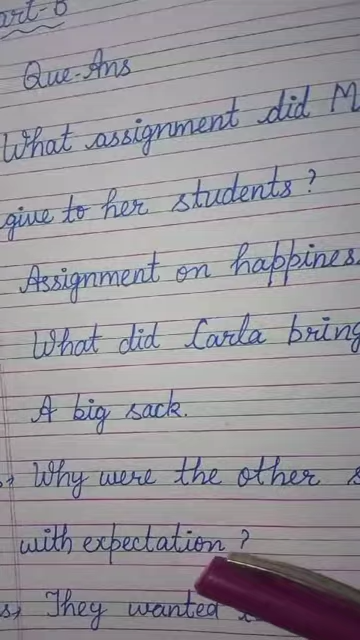 art-B
Que-Ans
What assignment did M
give to her students?
Assignment on happines
What did Carla bring
A big sack.
Why were the other s
with expectation?
s, They wanted